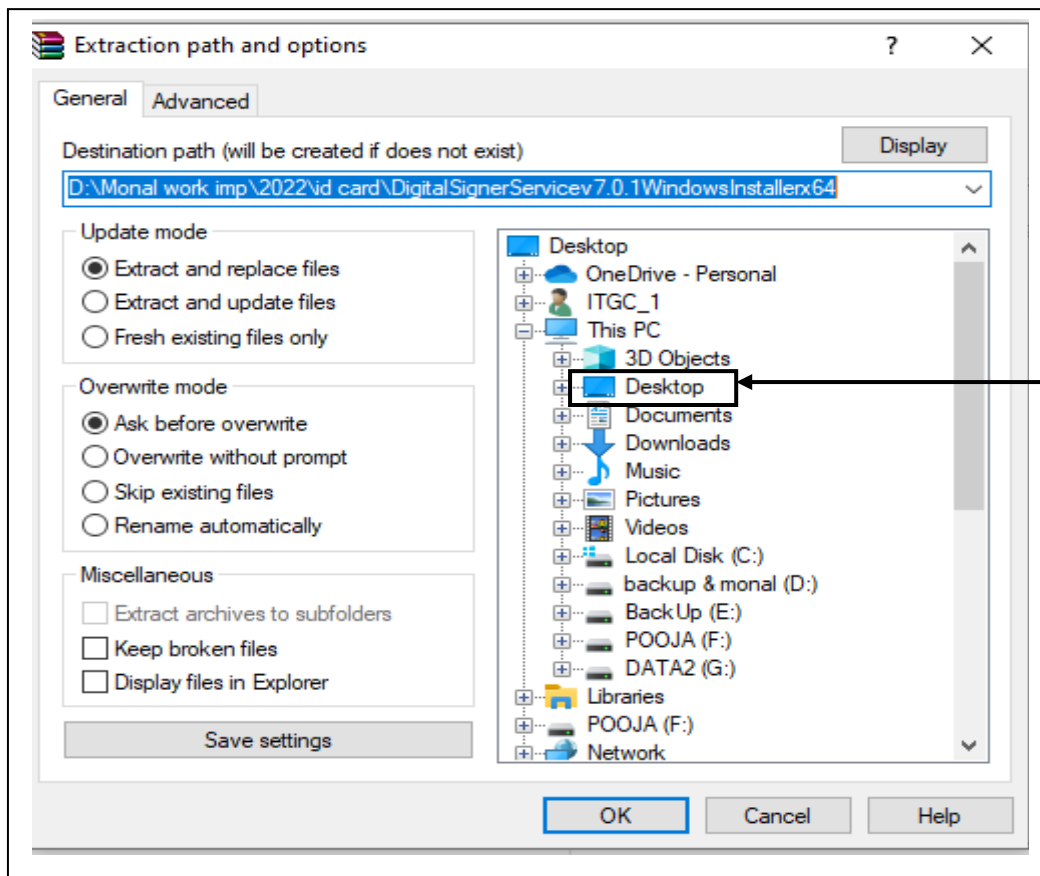 Extraction path and options
?
General
Advanced
Destination path (will be created if does not exist)
Display
D:\Monal work imp\2022\id card\DigitalSignerServicev7.0.1WindowsInstallerx64
Update mode
Extract and replace files
Extract and update files
Fresh existing files only
Overwrite mode
Ask before overwrite
Overwrite without prompt
Skip existing files
Rename automatically
Miscellaneous
Extract archives to subfolders
Keep broken files
Display files in Explorer
Save settings
Desktop
OneDrive - Personal
ITGC_1
This PC
3D Objects
Desktop
Documents
Downloads
Music
Pictures
Videos
Local Disk (C:)
backup & monal (D:)
BackUp (E:)
POOJA (F:)
DATA2 (G:)
Libraries
POOJA (F:)
Network
OK
Cancel
Help